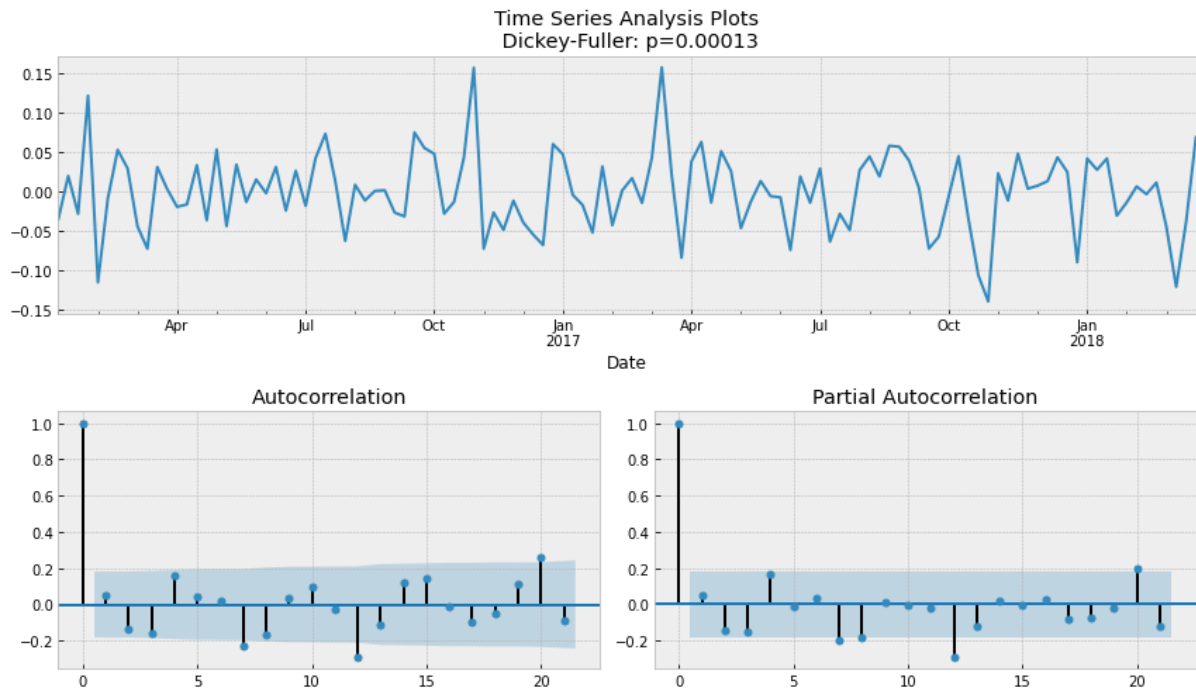 Time Series Analysis Plots
Dickey-Fuller: p=0.00013
0.15
0.10
0.05
0.00
−0.05
−0.10
−0.15
Apr Jul Oct Jan Apr Jul Oct Jan
2017 2018
Date
Autocorrelation Partial Autocorrelation
1.0 1.0
0.8 0.8
0.6 0.6
0.4 0.4
0.2 0.2
0.0 0.0
−0.2 −0.2
0 5 10 15 20 0 5 10 15 20